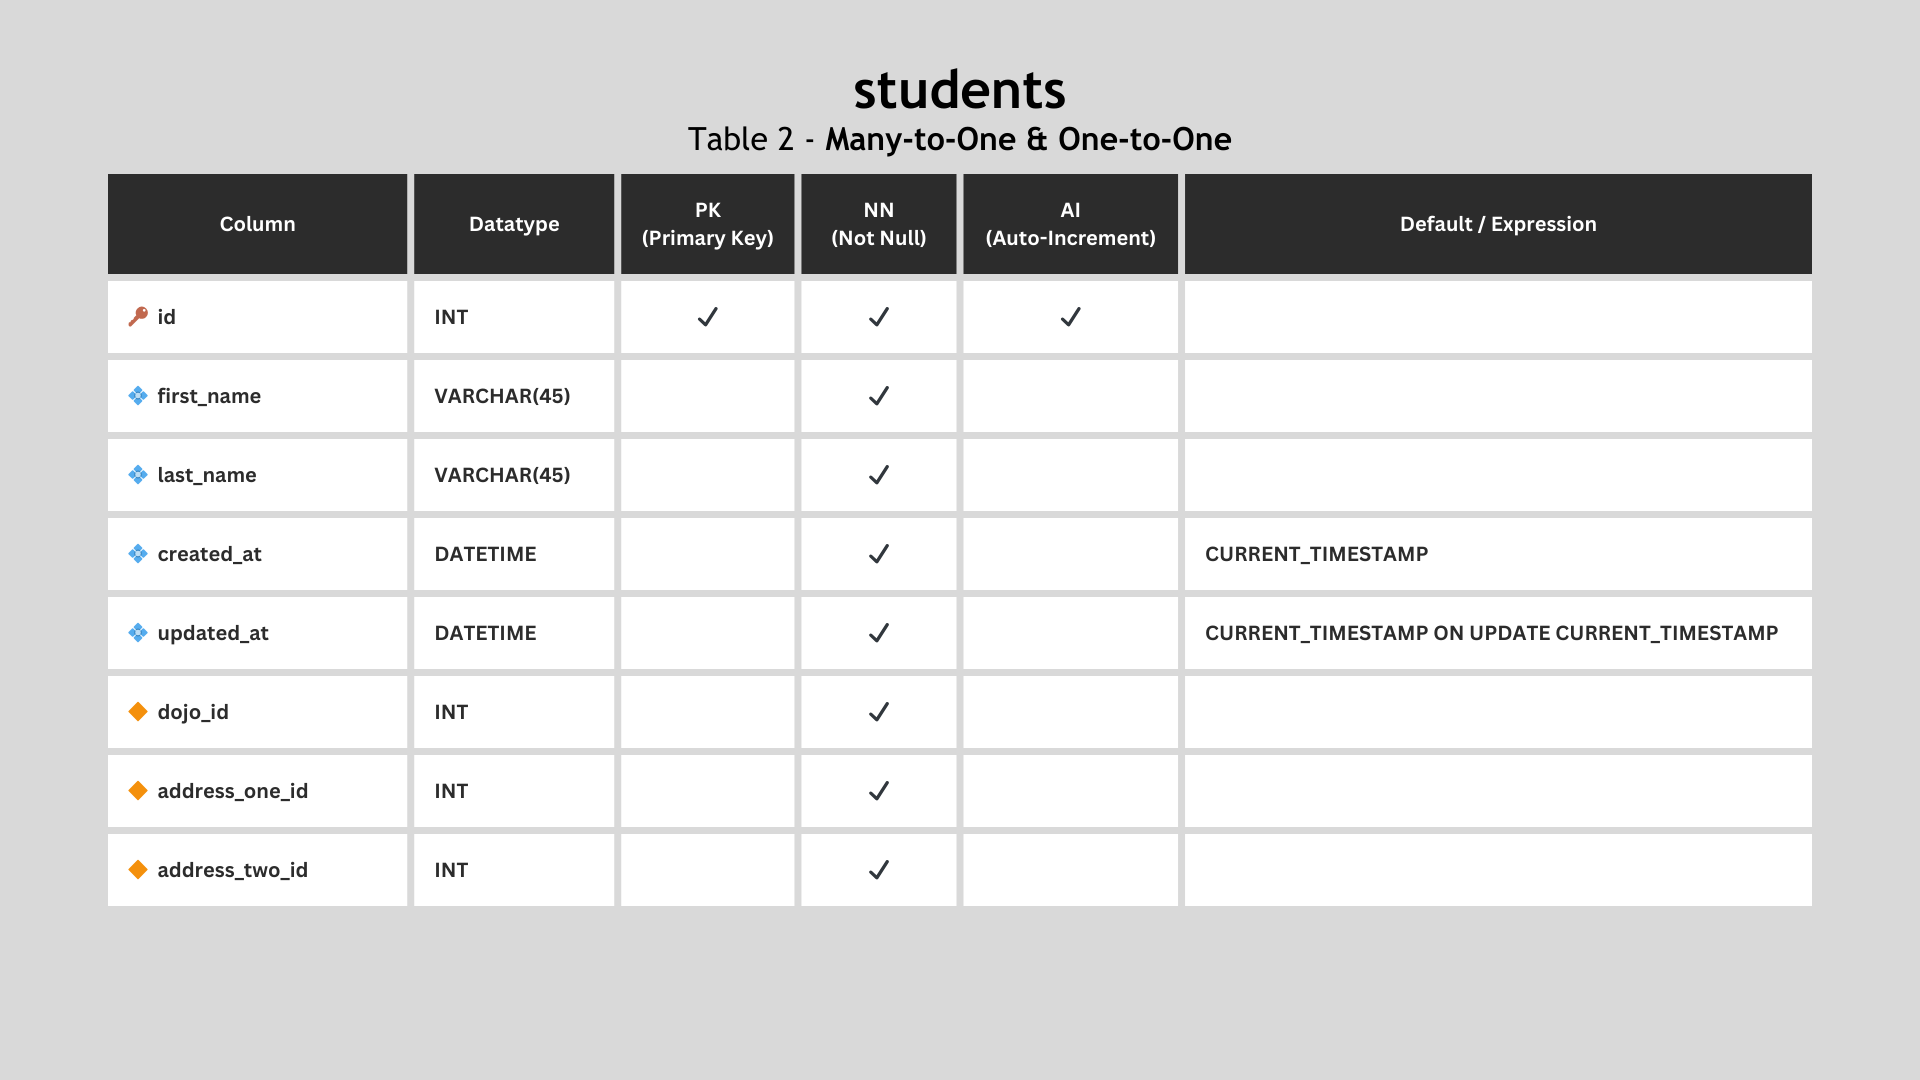 students
Table 2 - Many-to-One & One-to-One
Column Datatype PK (Primary Key) NN (Not Null) AI (Auto-Increment) Default / Expression
id INT ✓ ✓ ✓
first_name VARCHAR(45) ✓
last_name VARCHAR(45) ✓
created_at DATETIME ✓ CURRENT_TIMESTAMP
updated_at DATETIME ✓ CURRENT_TIMESTAMP ON UPDATE CURRENT_TIMESTAMP
dojo_id INT ✓
address_one_id INT ✓
address_two_id INT ✓